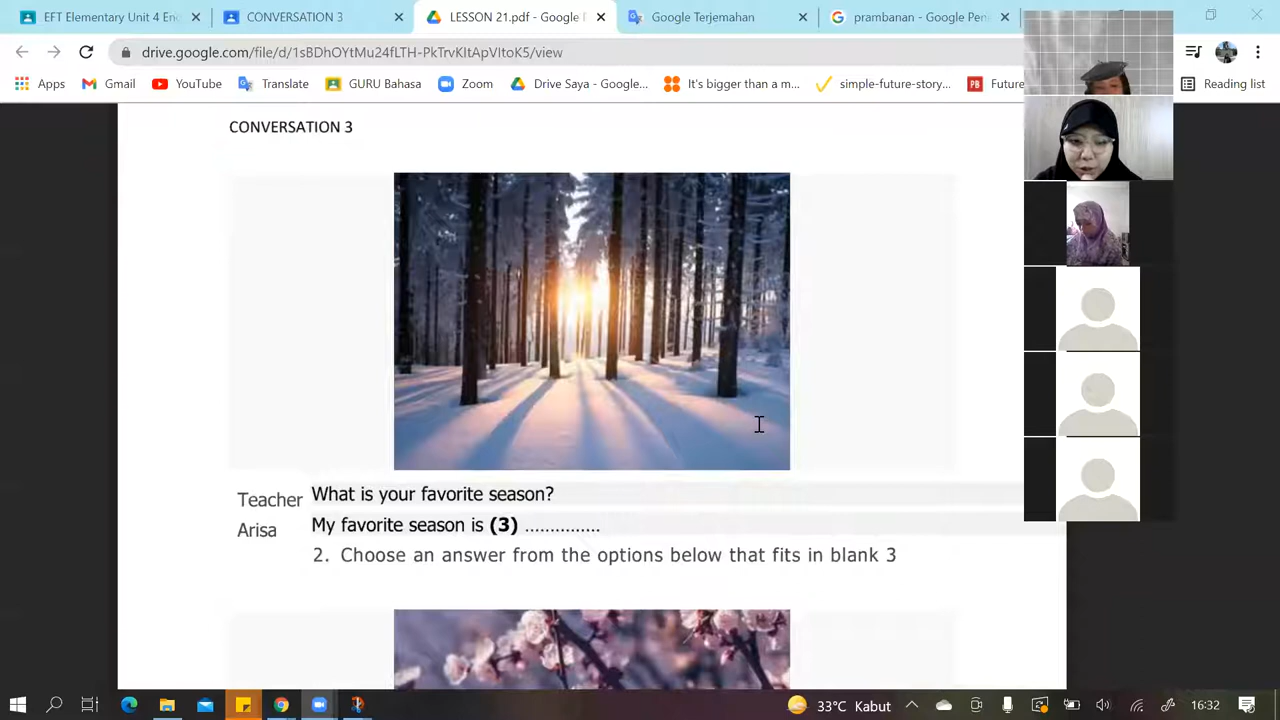 EFT Elementary Unit 4 En
CONVERSATION 3
LESSON 21.pdf - Google
Google Terjemahan
prambanan - Google Pen
drive.google.com/file/d/1sBDhOYtMu24fLTH-PkTrvKItApVItoK5/view
Apps
Gmail
YouTube
Translate
GURU Bahasa
Zoom
Drive Saya - Google...
It's bigger than a m...
simple-future-story...
PB
Future
Reading list
CONVERSATION 3
Teacher What is your favorite season?
Arisa My favorite season is (3) ...............
2. Choose an answer from the options below that fits in blank 3
33°C Kabut
16:32